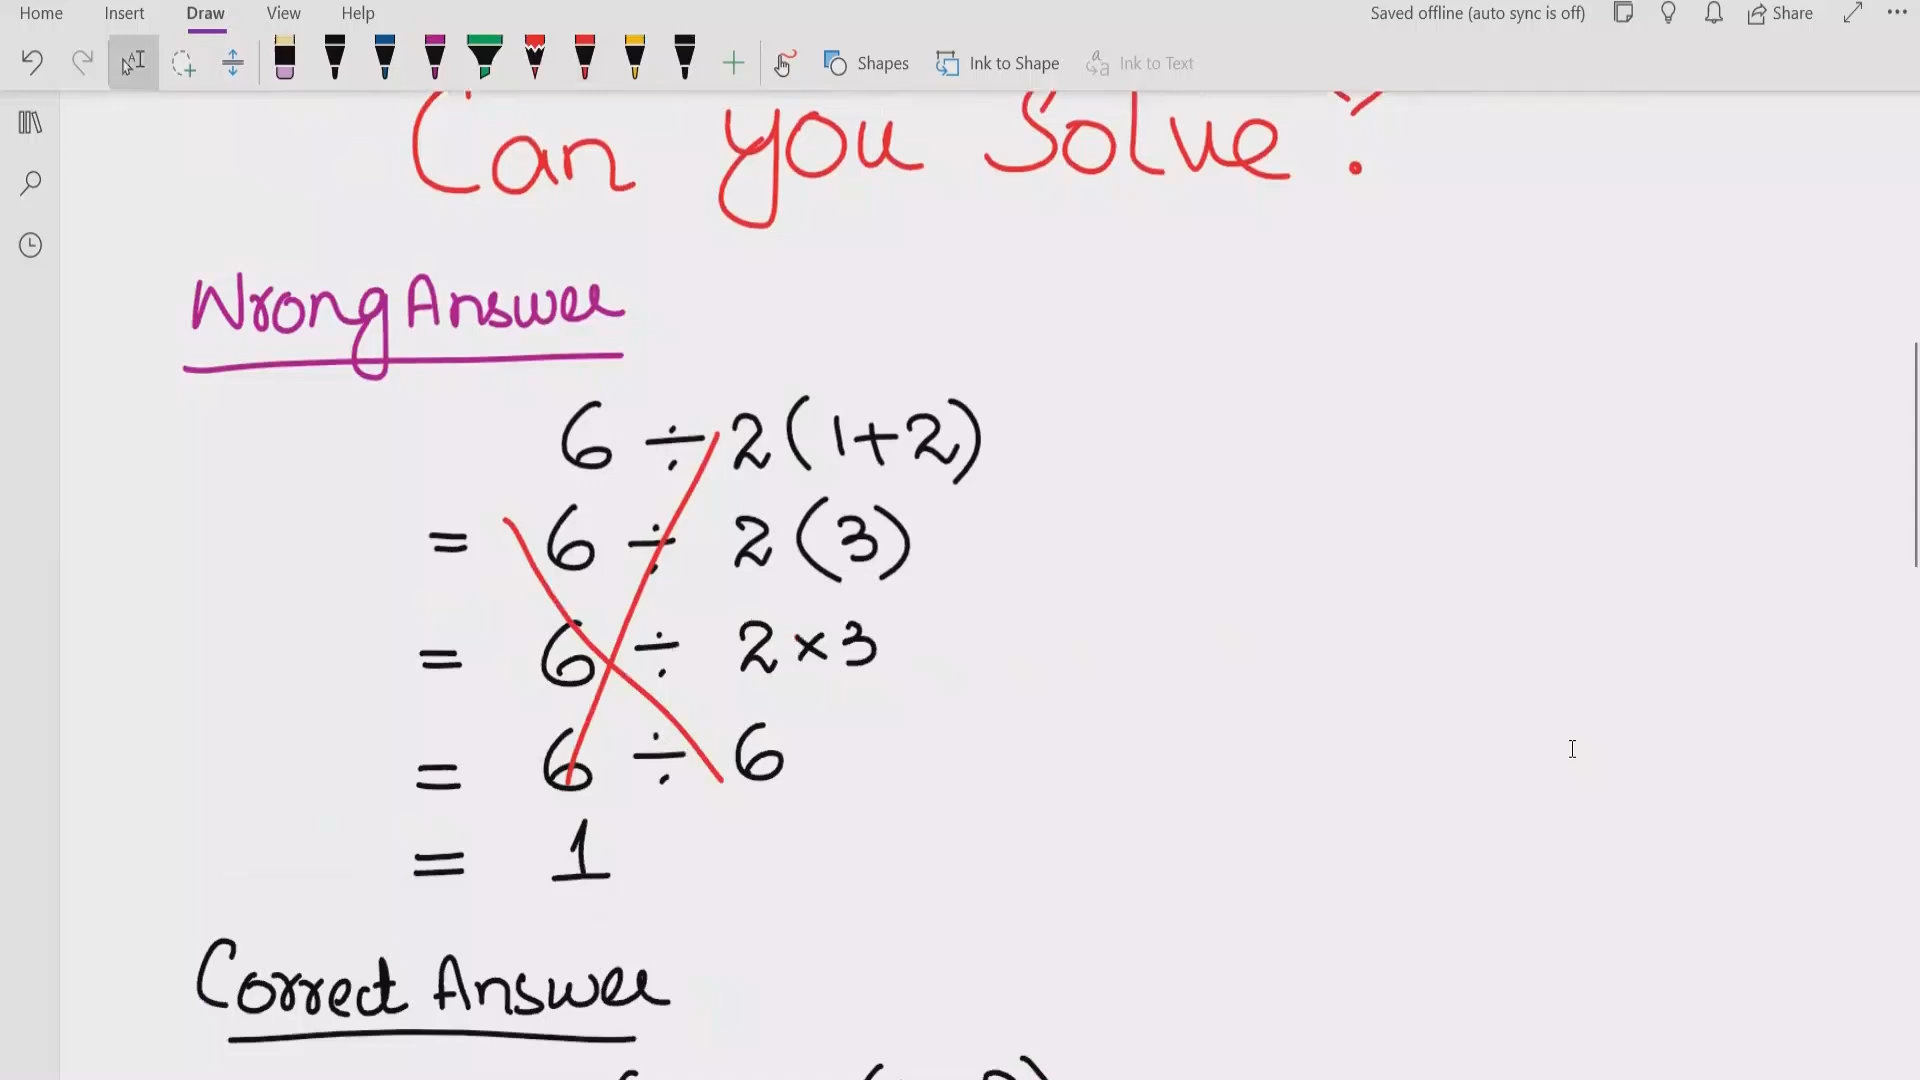 Home Insert Draw View Help Saved offline (auto sync is off) Share
Shapes Ink to Shape Ink to Text
Can you Solve?
Wrong Answer
6 ÷ 2(1+2)
= 6 ÷ 2(3)
= 6 ÷ 2×3
= 6 ÷ 6
= 1
Correct Answer